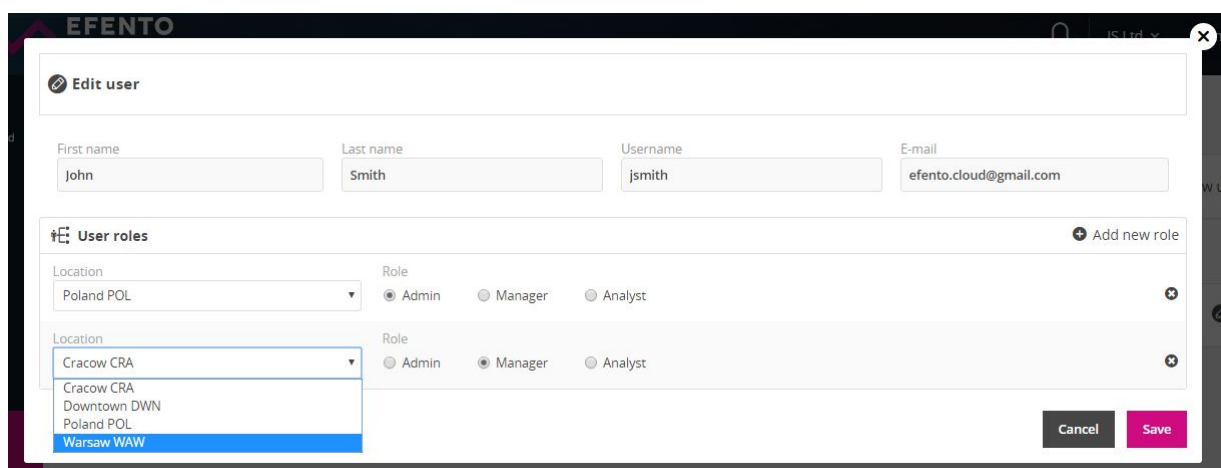 EFENTO
JS Ltd
Edit user
First name Last name Username E-mail
John Smith jsmith efento.cloud@gmail.com
User roles Add new role
Location Role
Poland POL Admin Manager Analyst
Location Role
Cracow CRA Admin Manager Analyst
Cracow CRA
Downtown DWN
Poland POL
Warsaw WAW
Cancel Save